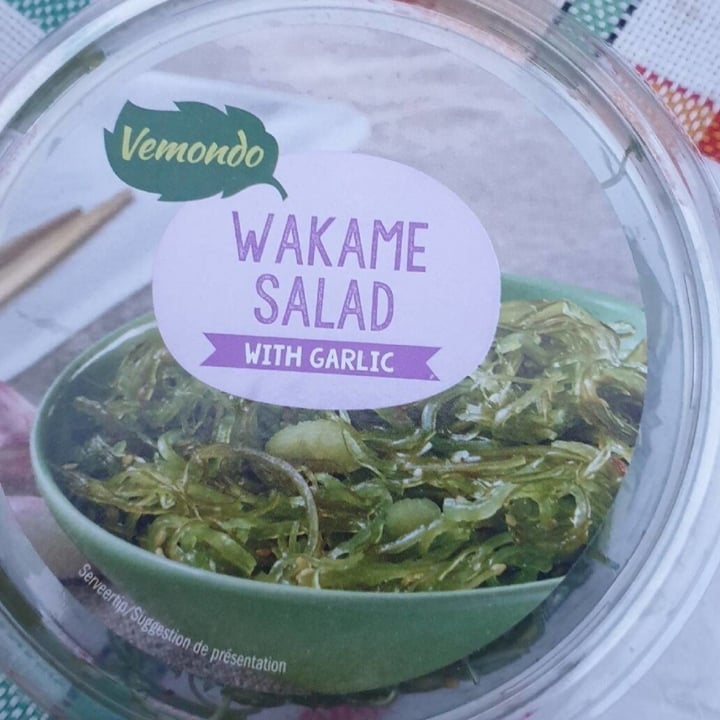 Vemondo
WAKAME
SALAD
WITH GARLIC
Serveertip/Suggestion de présentation